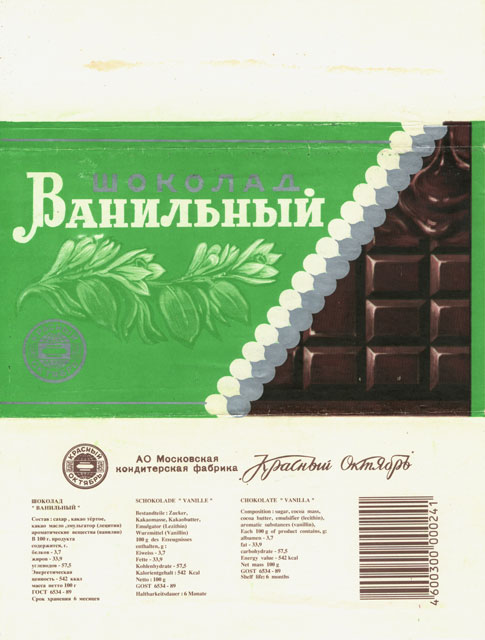 ШОКОЛАД
ВАНИЛЬНЫЙ
КРАСНЫЙ
ОКТЯБРЬ
АО Московская
кондитерская фабрика
Красный Октябрь
ШОКОЛАД
" ВАНИЛЬНЫЙ "
Состав : сахар , какао тёртое,
какао масло , эмульгатор (лецитин)
ароматические вещества (ванилин)
В 100 г. продукта
содержится, г.
белков - 3,7
жиров - 33,9
углеводов - 57,5
Энергетическая
ценность - 542 ккал
масса нетто 100 г
ГОСТ 6534 - 89
Срок хранения 6 месяцев
SCHOKOLADE " VANILLE "
Bestandteile : Zucker,
Kakaomasse, Kakaobutter,
Emulgator (Lezithin)
Wurzmittel (Vanillin)
100 g des Erzeugnisses
enthalten, g :
Eiweiss - 3,7
Fette - 33,9
Kohlenhydrate - 57,5
Kaloriengehalt : 542 Kcal
Netto : 100 g
GOST 6534 - 89
Haltbarkeitsdauer : 6 Monate
CHOKOLATE " VANILLA "
Composition : sugar, cocoa mass,
cocoa butter, emulsifier (lecithin),
aromatic substances (vanillin),
Each 100 g of product contains, g:
albumen - 3,7
fat - 33,9
carbohydrate - 57,5
Energy value - 542 kcal
Net mass 100 g
GOST 6534 - 89
Shelf life: 6 months
4 600300 000241